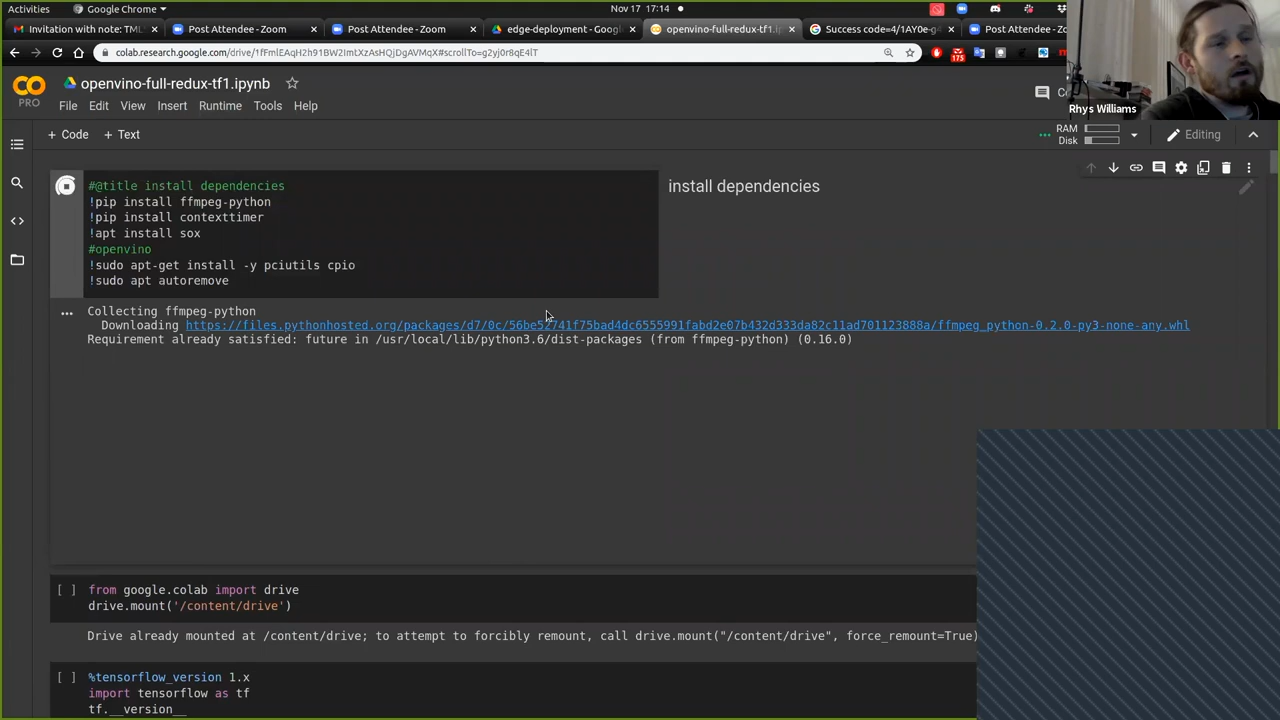 Activities
Google Chrome
Nov 17 17:14
Invitation with note: TML
Post Attendee - Zoom
Post Attendee - Zoom
edge-deployment - Googl
openvino-full-redux-tf1.ip
Success code=4/1AY0e-g4
Post Attendee - Zo
colab.research.google.com/drive/1fFmlEAqH2h91BW2ImtXzAsHQjDgAVMqX#scrollTo=g2yj0r8qE4lT
175
openvino-full-redux-tf1.ipynb
PRO
File Edit View Insert Runtime Tools Help
Co
Rhys Williams
+ Code + Text
RAM
Disk
Editing
#@title install dependencies
!pip install ffmpeg-python
!pip install contexttimer
!apt install sox
#openvino
!sudo apt-get install -y pciutils cpio
!sudo apt autoremove
install dependencies
Collecting ffmpeg-python
Downloading https://files.pythonhosted.org/packages/d7/0c/56be52741f75bad4dc6555991fabd2e07b432d333da82c11ad701123888a/ffmpeg_python-0.2.0-py3-none-any.whl
Requirement already satisfied: future in /usr/local/lib/python3.6/dist-packages (from ffmpeg-python) (0.16.0)
[ ] from google.colab import drive
drive.mount('/content/drive')
Drive already mounted at /content/drive; to attempt to forcibly remount, call drive.mount("/content/drive", force_remount=True)
[ ] %tensorflow_version 1.x
import tensorflow as tf
tf.__version__